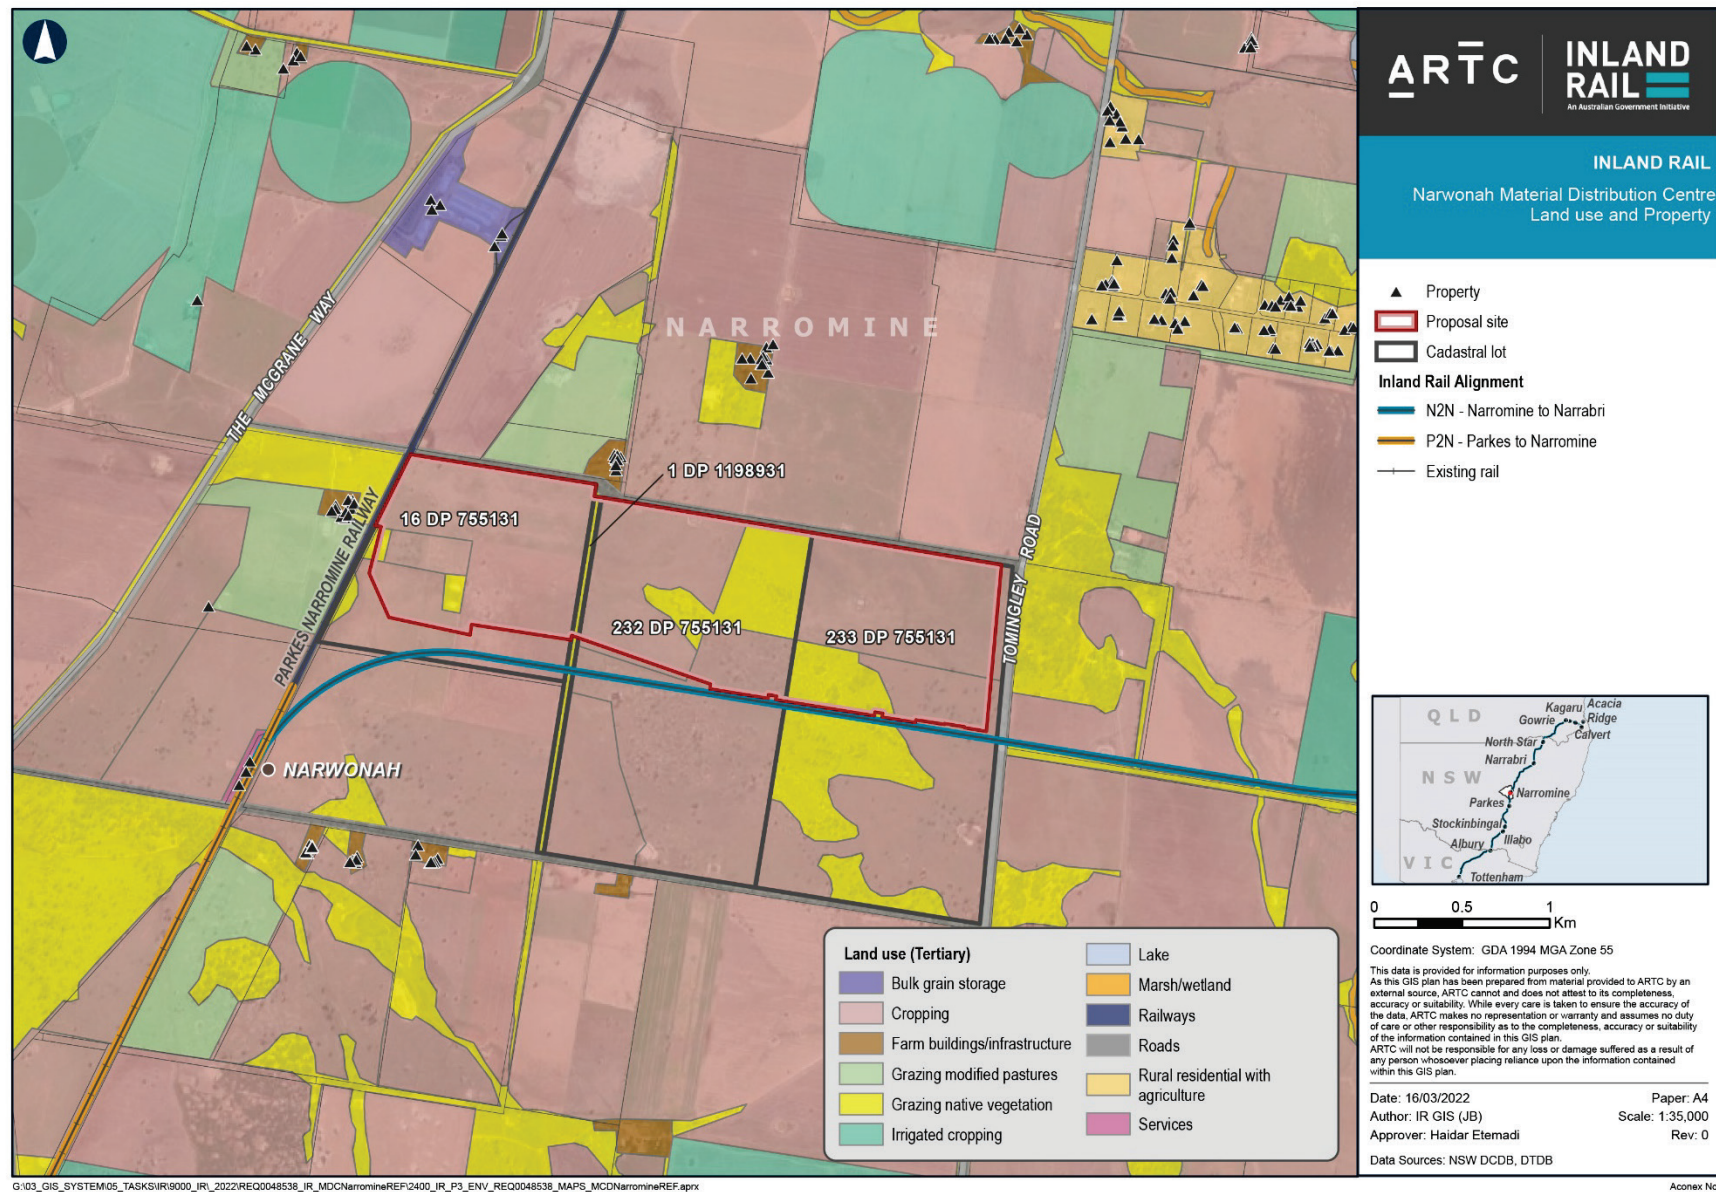 ARTC
INLAND
RAIL
An Australian Government Initiative
INLAND RAIL
Narwonah Material Distribution Centre
Land use and Property
Property
Proposal site
Cadastral lot
Inland Rail Alignment
N2N - Narromine to Narrabri
P2N - Parkes to Narromine
Existing rail
NARROMINE
THE MCGRANE WAY
PARKES NARROMINE RAILWAY
TOMINGLEY ROAD
1 DP 1198931
16 DP 755131
232 DP 755131
233 DP 755131
NARWONAH
Land use (Tertiary)
Bulk grain storage
Cropping
Farm buildings/infrastructure
Grazing modified pastures
Grazing native vegetation
Irrigated cropping
Lake
Marsh/wetland
Railways
Roads
Rural residential with
agriculture
Services
QLD
NSW
VIC
Kagaru
Acacia
Ridge
Gowrie
Calvert
North Star
Narrabri
Narromine
Parkes
Stockinbingal
Illabo
Albury
Tottenham
0 0.5 1
Km
Coordinate System: GDA 1994 MGA Zone 55
This data is provided for information purposes only.
As this GIS plan has been prepared from material provided to ARTC by an
external source, ARTC cannot and does not attest to its completeness,
accuracy or suitability. While every care is taken to ensure the accuracy of
the data, ARTC makes no representation or warranty and assumes no duty
of care or other responsibility as to the completeness, accuracy or suitability
of the information contained in this GIS plan.
ARTC will not be responsible for any loss or damage suffered as a result of
any person whosoever placing reliance upon the information contained
within this GIS plan.
Date: 16/03/2022 Paper: A4
Author: IR GIS (JB) Scale: 1:35,000
Approver: Haidar Etemadi Rev: 0
Data Sources: NSW DCDB, DTDB
G:\03_GIS_SYSTEM\05_TASKS\IR\9000_IR\_2022\REQ0048538_IR_MDCNarromineREF\2400_IR_P3_ENV_REQ0048538_MAPS_MCDNarromineREF.aprx
Aconex No